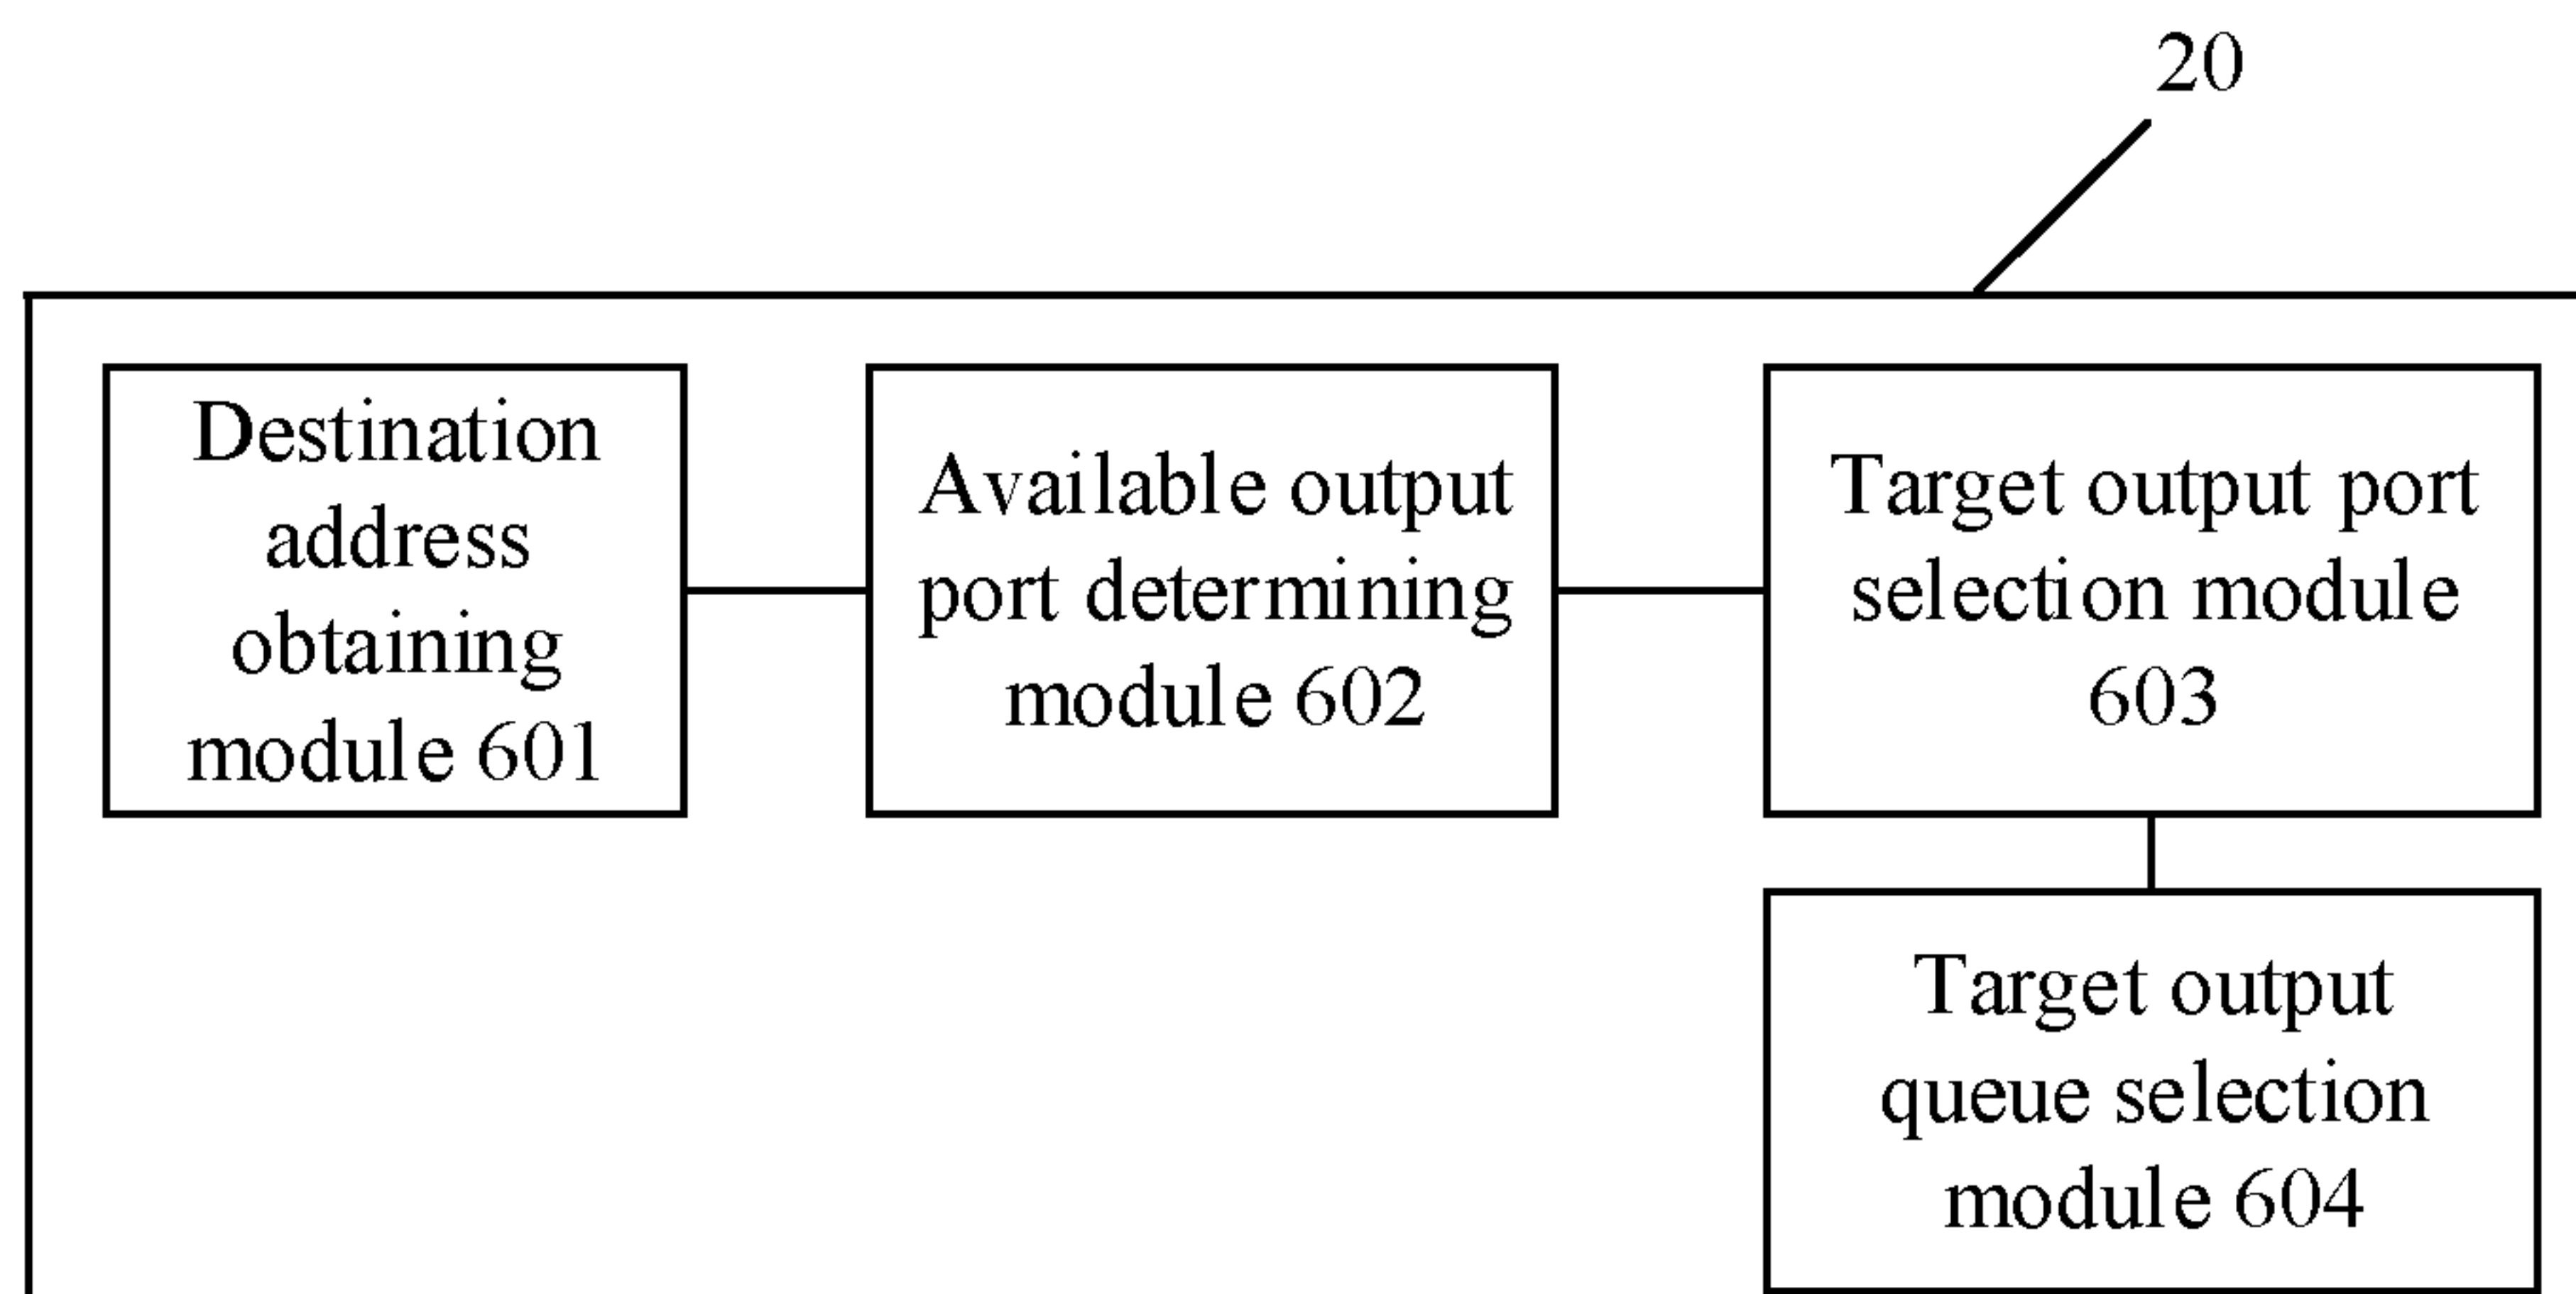 20
Destination
address
obtaining
module 601
Available output
port determining
module 602
Target output port
selection module
603
Target output
queue selection
module 604